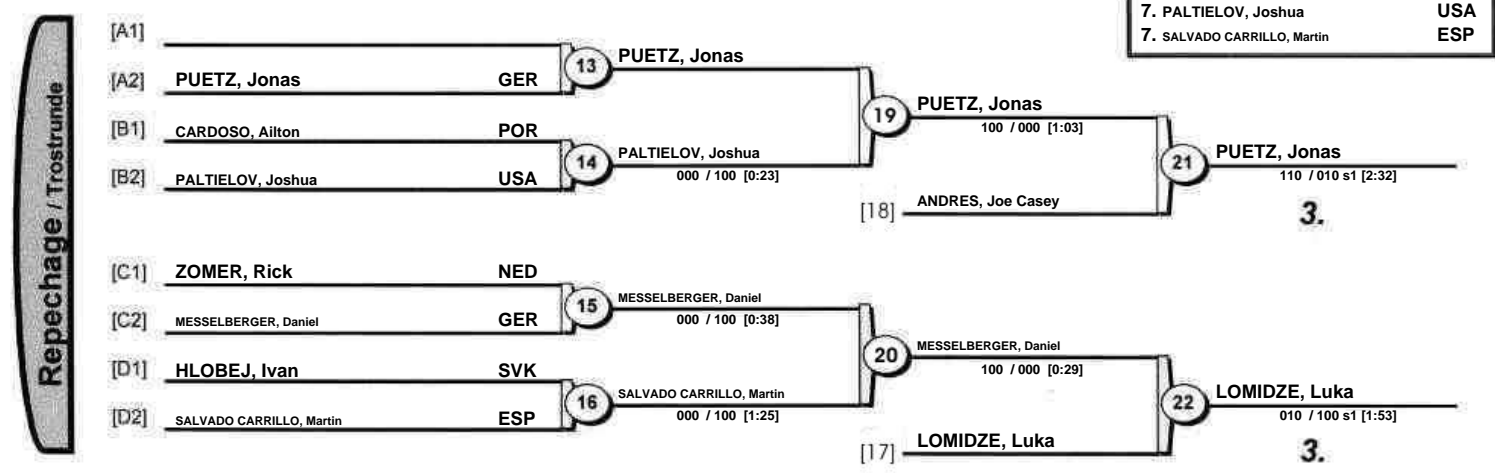 7. PALTIELOV, Joshua USA
7. SALVADO CARRILLO, Martin ESP
Repechage / Trostrunde
[A1]
[A2] PUETZ, Jonas GER
13 PUETZ, Jonas
[B1] CARDOSO, Ailton POR
[B2] PALTIELOV, Joshua USA
14 PALTIELOV, Joshua
000 / 100 [0:23]
19 PUETZ, Jonas
100 / 000 [1:03]
[18] ANDRES, Joe Casey
21 PUETZ, Jonas
110 / 010 s1 [2:32]
3.
[C1] ZOMER, Rick NED
[C2] MESSELBERGER, Daniel GER
15 MESSELBERGER, Daniel
000 / 100 [0:38]
[D1] HLOBEJ, Ivan SVK
[D2] SALVADO CARRILLO, Martin ESP
16 SALVADO CARRILLO, Martin
000 / 100 [1:25]
20 MESSELBERGER, Daniel
100 / 000 [0:29]
[17] LOMIDZE, Luka
22 LOMIDZE, Luka
010 / 100 s1 [1:53]
3.